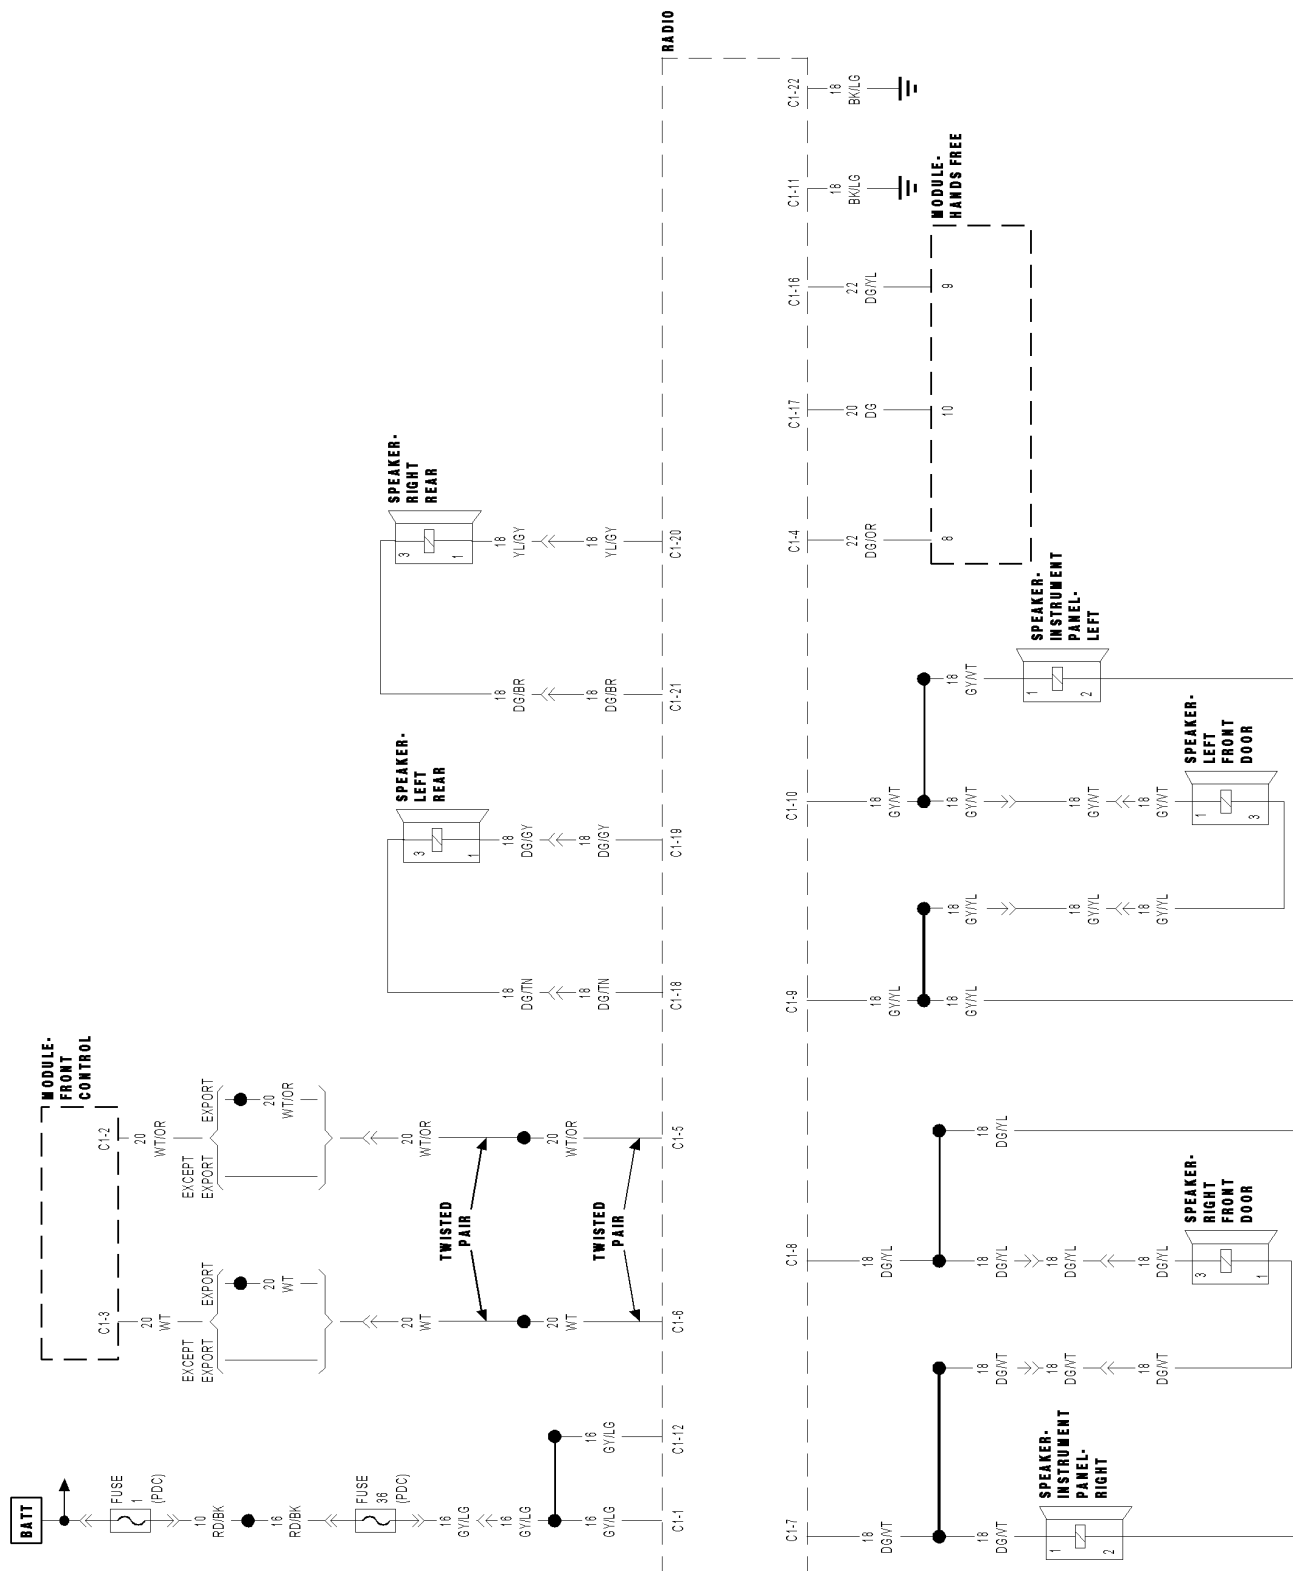 BATT
FUSE
1
(PDC)
10
RD/BK
16
RD/BK
FUSE
36
(PDC)
16
GY/LG
16
GY/LG
16
GY/LG
16
GY/LG
C1-1
C1-12
MODULE-
FRONT
CONTROL
C1-3
20
WT
EXCEPT
EXPORT
EXPORT
20
WT
20
WT
20
WT
C1-6
C1-2
20
WT/OR
EXCEPT
EXPORT
EXPORT
20
WT/OR
20
WT/OR
20
WT/OR
C1-5
TWISTED
PAIR
TWISTED
PAIR
SPEAKER-
LEFT
REAR
3
1
18
DG/TN
18
DG/TN
C1-18
18
DG/GY
18
DG/GY
C1-19
SPEAKER-
RIGHT
REAR
3
1
18
DG/BR
18
DG/BR
C1-21
18
YL/GY
18
YL/GY
C1-20
RADIO
C1-7
18
DG/VT
18
DG/VT
SPEAKER-
INSTRUMENT
PANEL-
RIGHT
1
2
18
DG/VT
18
DG/VT
18
DG/VT
C1-8
18
DG/YL
18
DG/YL
18
DG/YL
18
DG/YL
18
DG/YL
SPEAKER-
RIGHT
FRONT
DOOR
3
1
C1-9
18
GY/YL
18
GY/YL
18
GY/YL
18
GY/YL
18
GY/YL
C1-10
18
GY/VT
18
GY/VT
18
GY/VT
18
GY/VT
SPEAKER-
LEFT
FRONT
DOOR
1
3
18
GY/VT
SPEAKER-
INSTRUMENT
PANEL-
LEFT
1
2
C1-4
22
DG/OR
8
C1-17
20
DG
10
C1-16
22
DG/YL
9
MODULE-
HANDS FREE
C1-11
18
BK/LG
C1-22
18
BK/LG